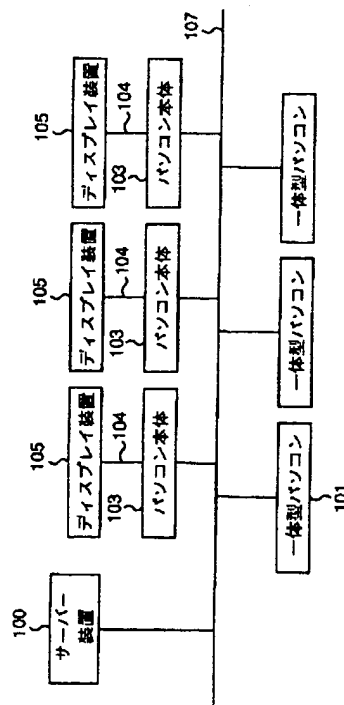 100
サーバー
装置
105
ディスプレイ装置
104
103
パソコン本体
105
ディスプレイ装置
104
103
パソコン本体
105
ディスプレイ装置
104
103
パソコン本体
107
一体型パソコン
101
一体型パソコン
一体型パソコン